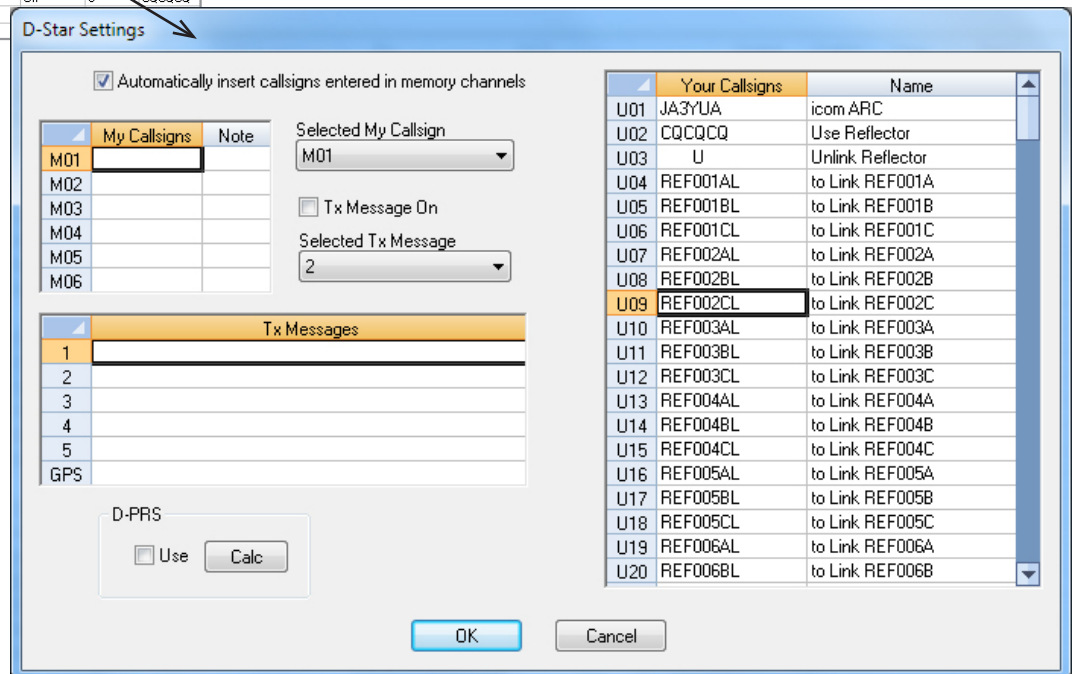 CQCQCQ
D-Star Settings
Automatically insert callsigns entered in memory channels
My Callsigns Note
M01
M02
M03
M04
M05
M06
Selected My Callsign
M01
Tx Message On
Selected Tx Message
2
Tx Messages
1
2
3
4
5
GPS
D-PRS
Use Calc
Your Callsigns Name
U01 JA3YUA icom ARC
U02 CQCQCQ Use Reflector
U03 U Unlink Reflector
U04 REF001AL to Link REF001A
U05 REF001BL to Link REF001B
U06 REF001CL to Link REF001C
U07 REF002AL to Link REF002A
U08 REF002BL to Link REF002B
U09 REF002CL to Link REF002C
U10 REF003AL to Link REF003A
U11 REF003BL to Link REF003B
U12 REF003CL to Link REF003C
U13 REF004AL to Link REF004A
U14 REF004BL to Link REF004B
U15 REF004CL to Link REF004C
U16 REF005AL to Link REF005A
U17 REF005BL to Link REF005B
U18 REF005CL to Link REF005C
U19 REF006AL to Link REF006A
U20 REF006BL to Link REF006B
OK Cancel